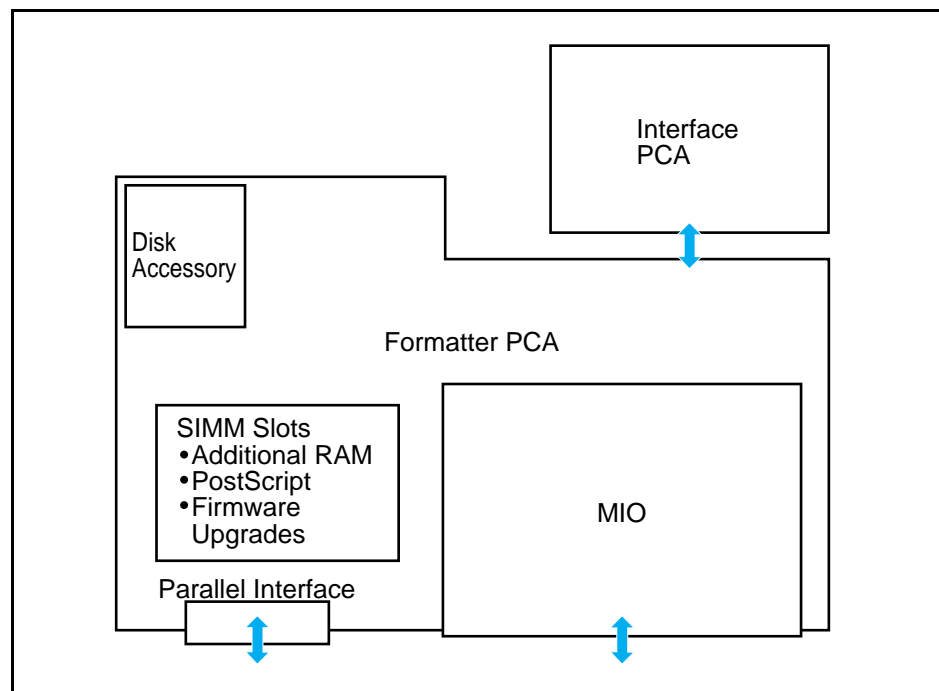 Interface
PCA
Disk
Accessory
Formatter PCA
SIMM Slots
•Additional RAM
•PostScript
•Firmware
Upgrades
MIO
Parallel Interface